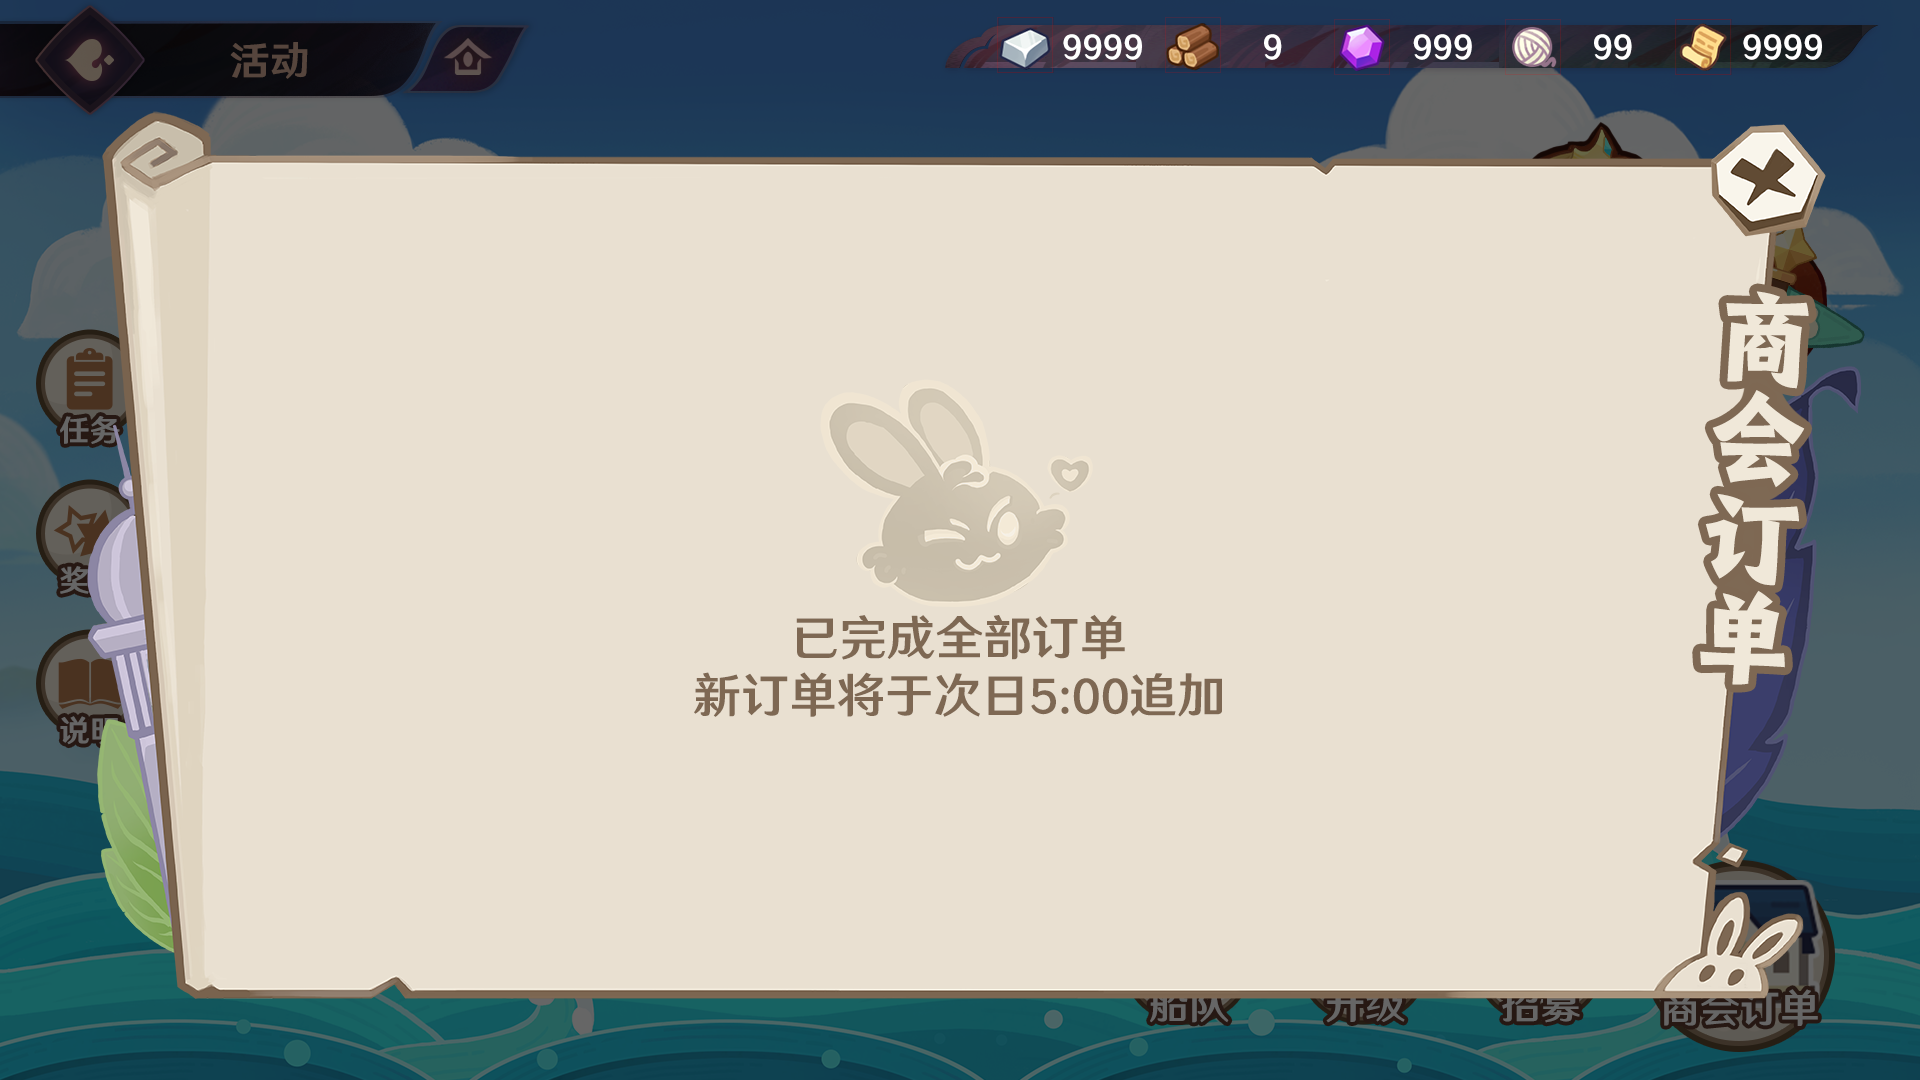 活动
9999
9
999
99
9999
任务
奖
说明
商会订单
已完成全部订单
新订单将于次日5:00追加
船队
升级
招募
商会订单